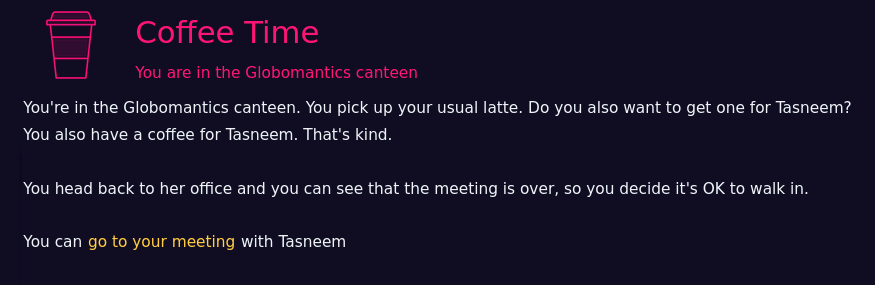 Coffee Time
You are in the Globomantics canteen
You're in the Globomantics canteen. You pick up your usual latte. Do you also want to get one for Tasneem?
You also have a coffee for Tasneem. That's kind.
You head back to her office and you can see that the meeting is over, so you decide it's OK to walk in.
You can go to your meeting with Tasneem